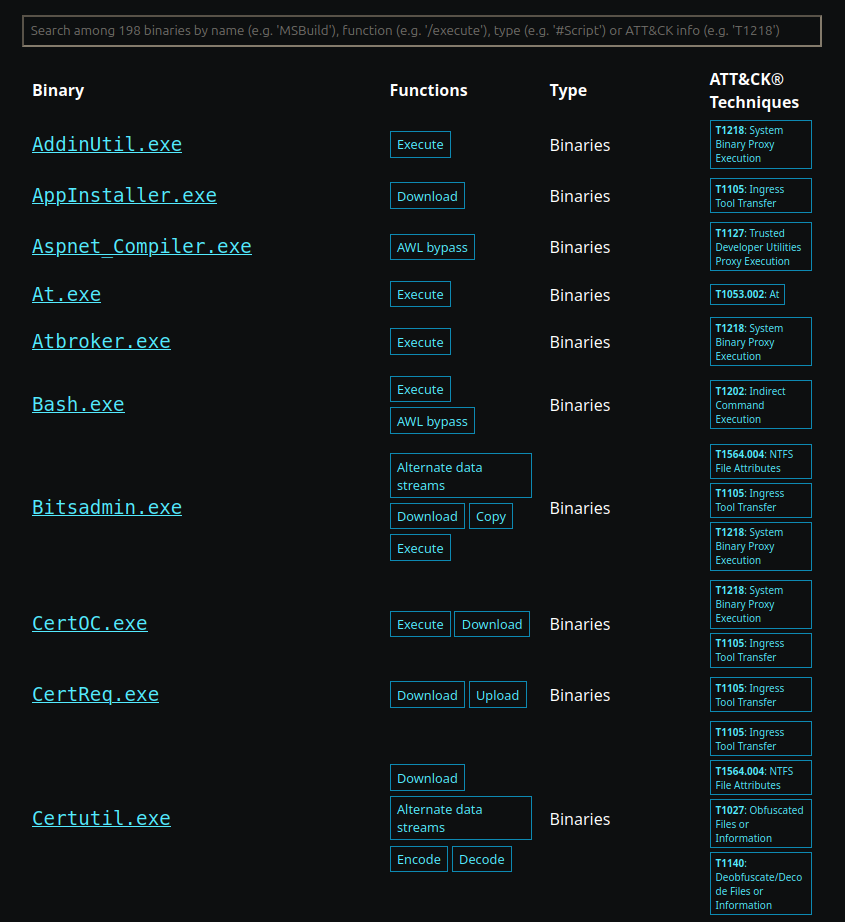 Search among 198 binaries by name (e.g. 'MSBuild'), function (e.g. '/execute'), type (e.g. '#Script') or ATT&CK info (e.g. 'T1218')
Binary
Functions
Type
ATT&CK®
Techniques
AddinUtil.exe
Execute
Binaries
T1218: System
Binary Proxy
Execution
AppInstaller.exe
Download
Binaries
T1105: Ingress
Tool Transfer
Aspnet_Compiler.exe
AWL bypass
Binaries
T1127: Trusted
Developer Utilities
Proxy Execution
At.exe
Execute
Binaries
T1053.002: At
Atbroker.exe
Execute
Binaries
T1218: System
Binary Proxy
Execution
Bash.exe
Execute
AWL bypass
Binaries
T1202: Indirect
Command
Execution
Bitsadmin.exe
Alternate data
streams
Download Copy
Execute
Binaries
T1564.004: NTFS
File Attributes
T1105: Ingress
Tool Transfer
T1218: System
Binary Proxy
Execution
CertOC.exe
Execute Download
Binaries
T1218: System
Binary Proxy
Execution
T1105: Ingress
Tool Transfer
CertReq.exe
Download Upload
Binaries
T1105: Ingress
Tool Transfer
Certutil.exe
Download
Alternate data
streams
Encode Decode
Binaries
T1105: Ingress
Tool Transfer
T1564.004: NTFS
File Attributes
T1027: Obfuscated
Files or
Information
T1140:
Deobfuscate/Deco
de Files or
Information